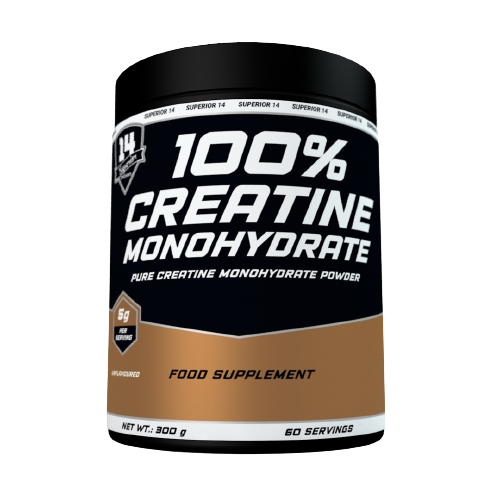 SUPERIOR 14 SUPERIOR 14 SUPERIOR 14 SUPERIOR 14 SUPERIOR 14
14
Superior
100%
CREATINE
MONOHYDRATE
PURE CREATINE MONOHYDRATE POWDER
5g
PER
SERVING
UNFLAVOURED
FOOD SUPPLEMENT
NET WT.: 300 g
60 SERVINGS